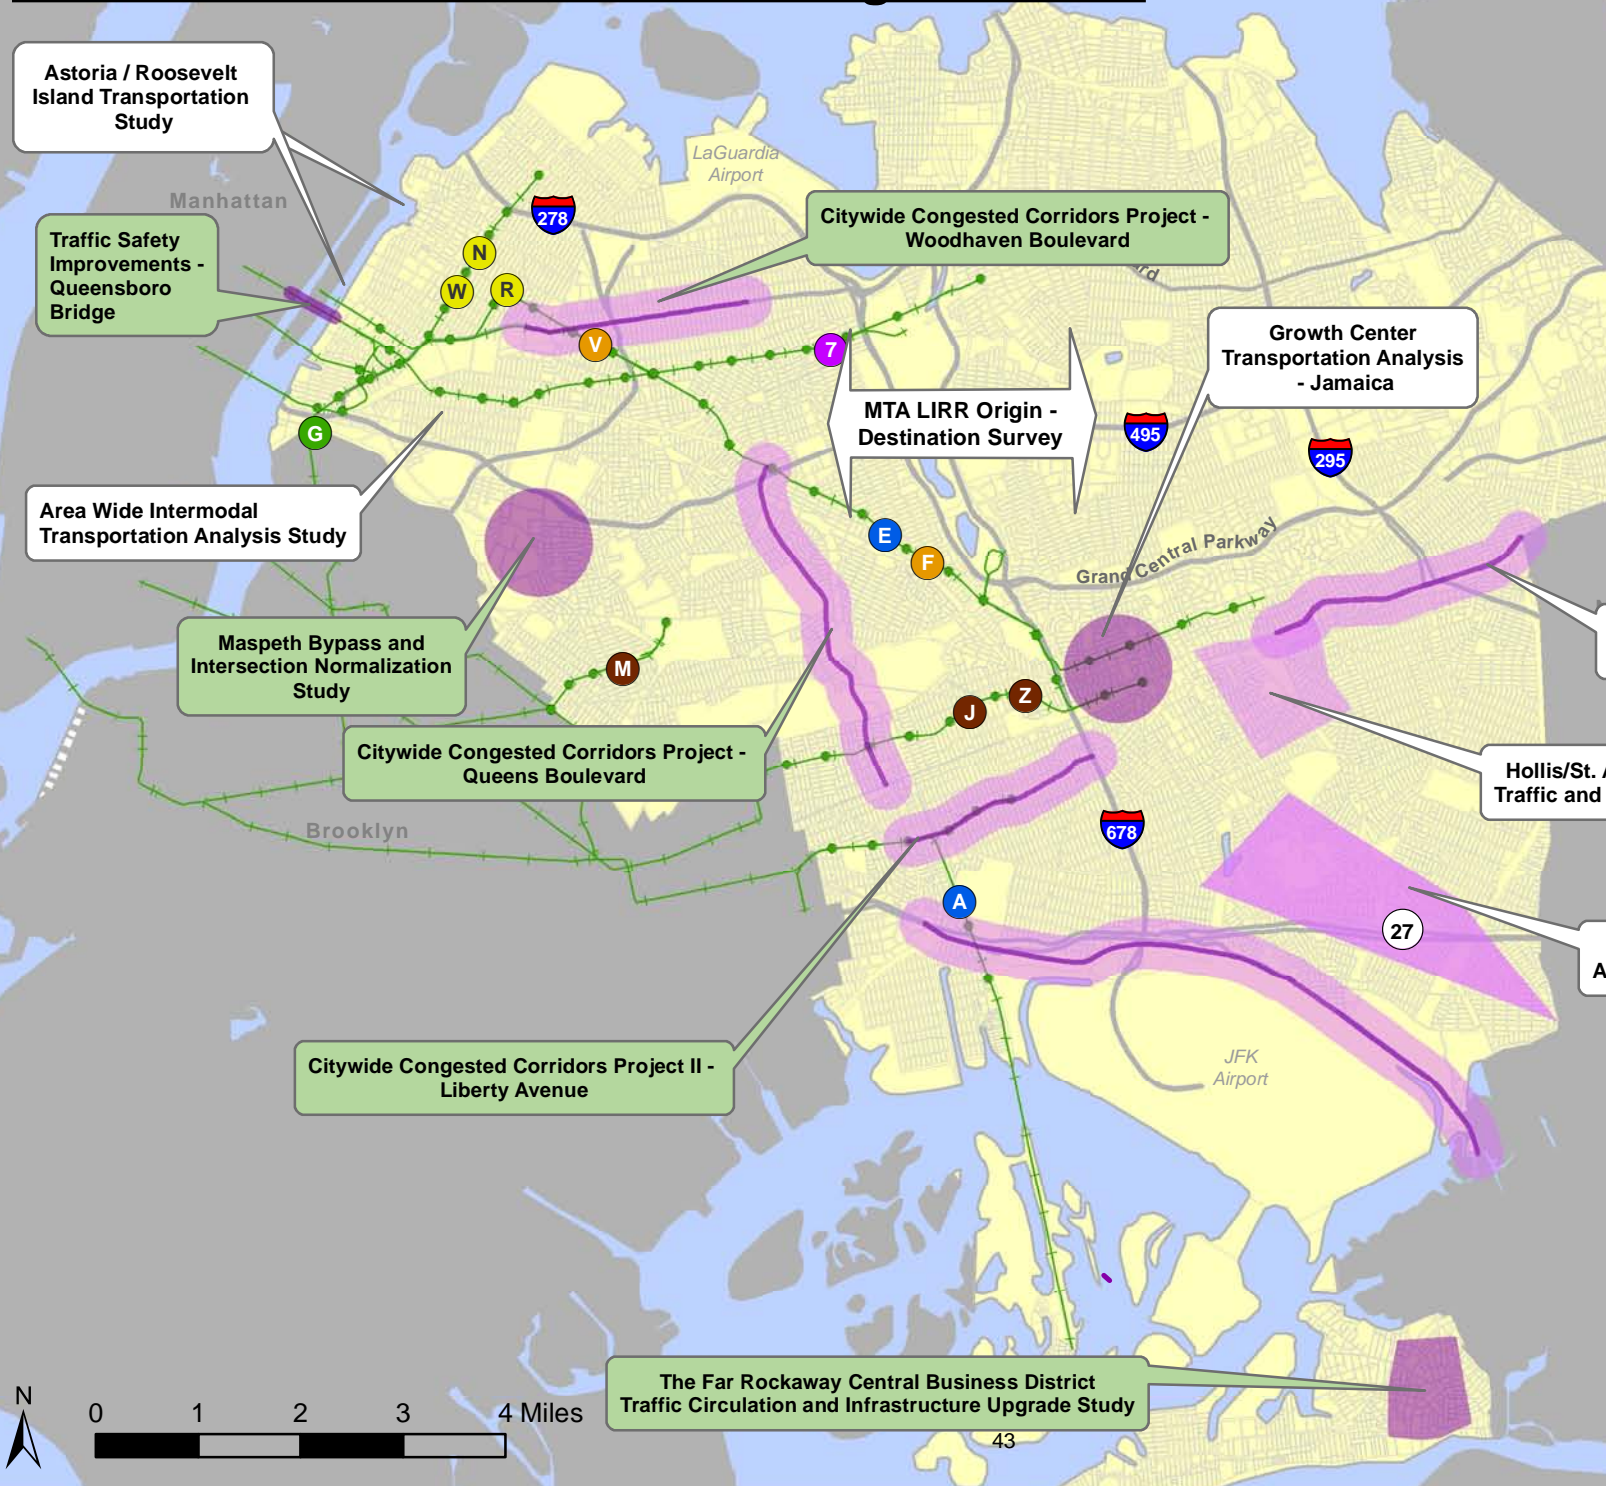 Astoria / Roosevelt
Island Transportation
Study
Manhattan
LaGuardia
Airport
Traffic Safety
Improvements -
Queensboro
Bridge
278
Citywide Congested Corridors Project -
Woodhaven Boulevard
N
W
R
V
7
G
Growth Center
Transportation Analysis
- Jamaica
MTA LIRR Origin -
Destination Survey
495
295
Area Wide Intermodal
Transportation Analysis Study
E
F
Grand Central Parkway
Maspeth Bypass and
Intersection Normalization
Study
M
J
Z
Citywide Congested Corridors Project -
Queens Boulevard
Hollis/St.
Traffic and
Brooklyn
678
A
27
A
Citywide Congested Corridors Project II -
Liberty Avenue
JFK
Airport
The Far Rockaway Central Business District
Traffic Circulation and Infrastructure Upgrade Study
N
0 1 2 3 4 Miles
43